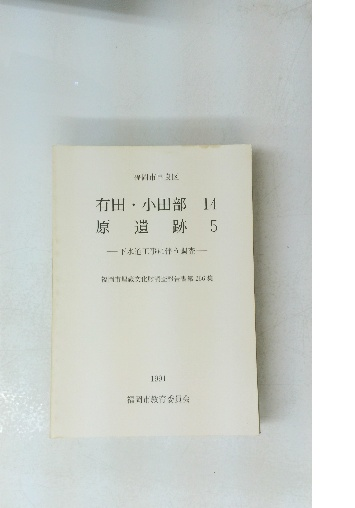 福岡市早良区
有田・小田部 14
原遺跡 5
―下水道工事に伴う調査―
福岡市埋蔵文化財調査報告書第266集
1991
福岡市教育委員会